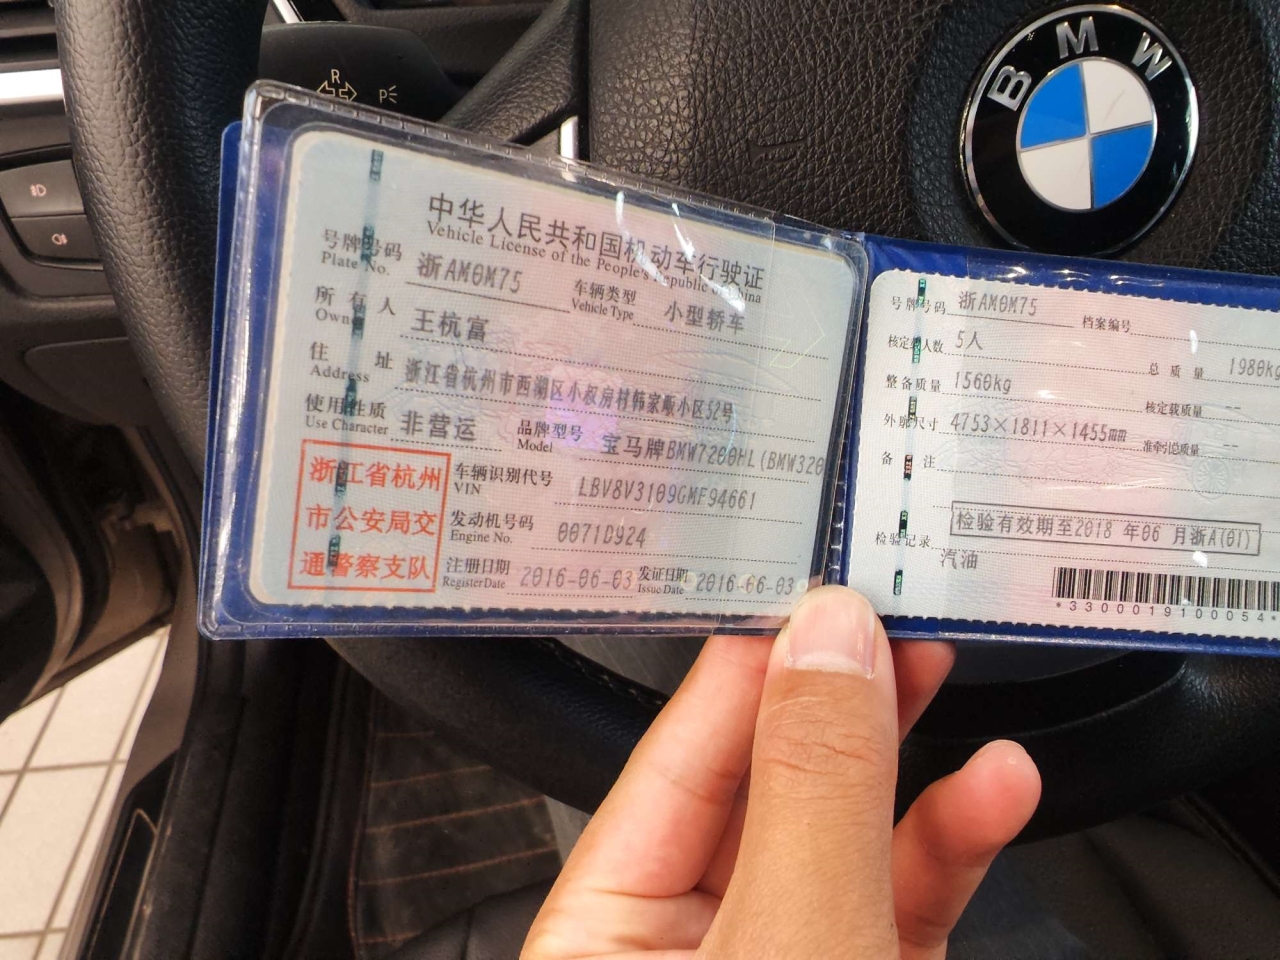 BMW
R
P
中华人民共和国机动车行驶证
Vehicle License of the People's Republic of China
号牌号码 浙AM0M75 车辆类型 小型轿车
Plate No. Vehicle Type
所有人 王杭富
Owner
住址 浙江省杭州市西湖区小叔房村韩家顺小区52号
Address
使用性质 非营运 品牌型号 宝马牌BMW7200HL(BMW320
Use Character Model
浙江省杭州
市公安局交
通警察支队
车辆识别代号 LBV8V3109GMF94661
VIN
发动机号码 0071D924
Engine No.
注册日期 2016-06-03 发证日期 2016-06-03
Register Date Issue Date
号牌号码 浙AM0M75 档案编号
核定载人数 5人 总质量 1980kg
整备质量 1560kg 核定载质量 --
外廓尺寸 4753×1811×1455mm 准牵引总质量 --
备注
检验有效期至2018 年06 月浙A(01)
检验记录
汽油
*3300019100054*